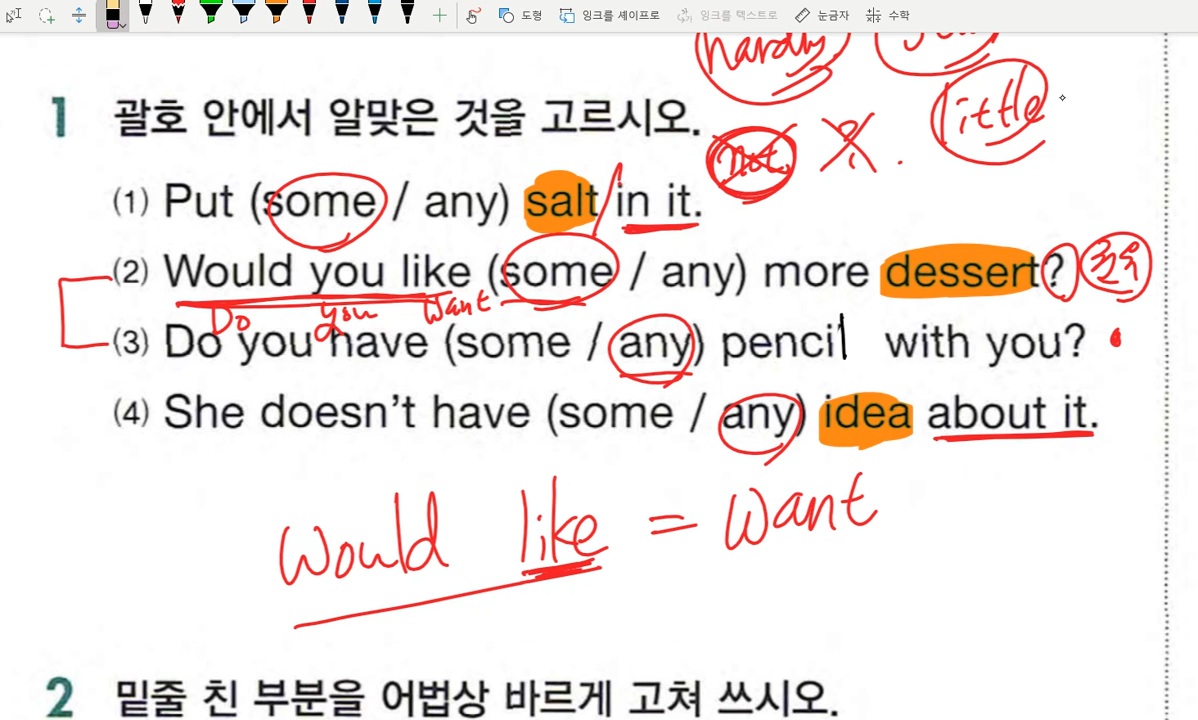 도형 잉크를 셰이프로 잉크를 텍스트로 눈금자 수학
hardly
little
1 괄호 안에서 알맞은 것을 고르시오.
not
(1) Put (some / any) salt / in it.
(2) Would you like (some / any) more dessert?
Do you want
(3) Do you have (some / any) pencil with you?
(4) She doesn't have (some / any) idea about it.
would like = want
2 밑줄 친 부분을 어법상 바르게 고쳐 쓰시오.